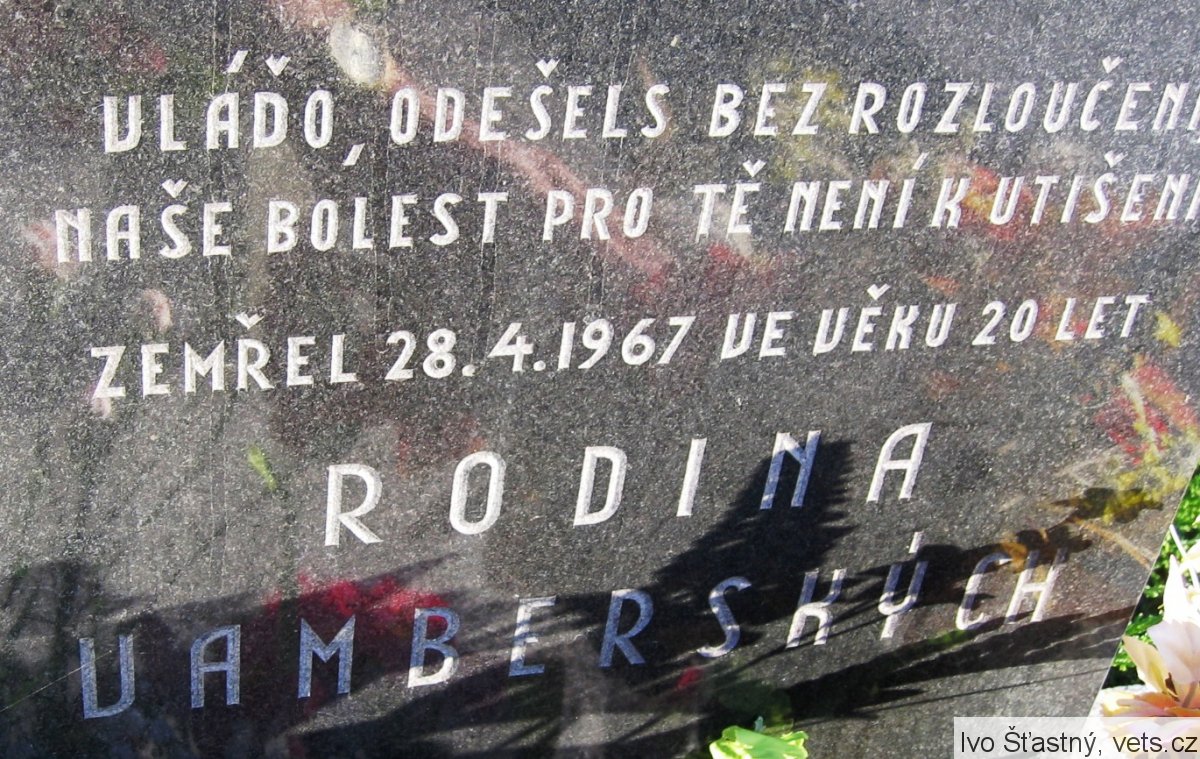 VLÁĎO, ODEŠELS BEZ ROZLOUČENÍ
NAŠE BOLEST PRO TĚ NENÍ K UTIŠENÍ
ZEMŘEL 28.4.1967 VE VĚKU 20 LET
RODINA
VAMBERSKÝCH
Ivo Šťastný, vets.cz